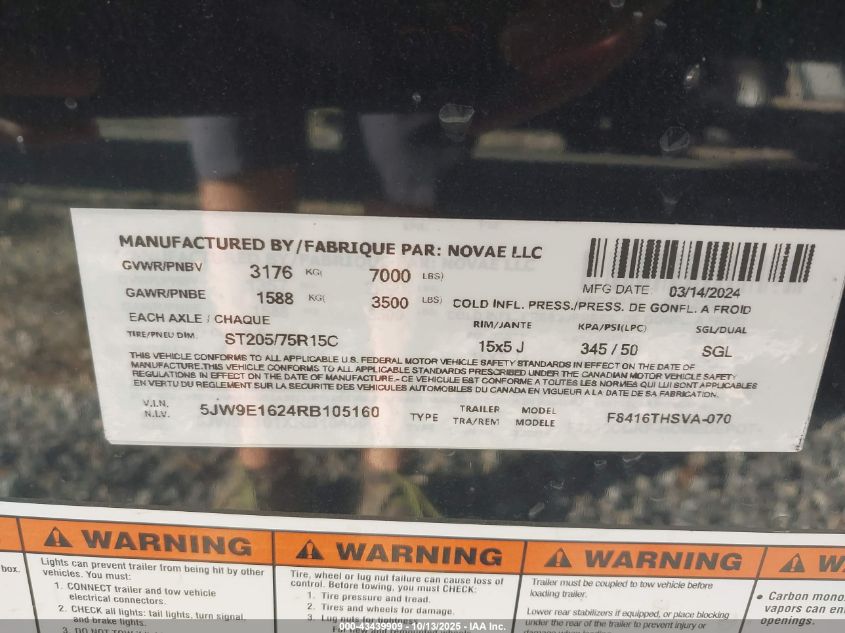 MANUFACTURED BY/FABRIQUE PAR: NOVAE LLC
GVWR/PNBV 3176 KG( 7000 LBS)
MFG DATE 03/14/2024
GAWR/PNBE 1588 KG( 3500 LBS) COLD INFL. PRESS./PRESS. DE GONFL. A FROID
EACH AXLE / CHAQUE RIM/JANTE KPA/PSI(LPC) SGL/DUAL
TIRE/PNEU DIM. ST205/75R15C 15x5 J 345 / 50 SGL
THIS VEHICLE CONFORMS TO ALL APPLICABLE U.S. FEDERAL MOTOR VEHICLE SAFETY STANDARDS IN EFFECT ON THE DATE OF
MANUFACTURE.THIS VEHICLE CONFORMS TO ALL APPLICABLE STANDARDS PRESCRIBED UNDER THE CANADIAN MOTOR VEHICLE SAFETY
REGULATIONS IN EFFECT ON THE DATE OF MANUFACTURE.- CE VEHICULE EST CONFORME A TOUTES LES NORMES QUI LUI SONT APPLICABLES
EN VERTU DU REGLEMENT SUR LA SECURITE DES VEHICULES AUTOMOBILES DU CANADA EN VIGUEUR A LA DATE DE SA FABRICATION.
V.I.N. 5JW9E1624RB105160 TYPE TRAILER MODEL F8416THSVA-070
N.I.V. TRA/REM MODELE
box.
WARNING
Lights can prevent trailer from being hit by other
vehicles. You must:
1. CONNECT trailer and tow vehicle
electrical connectors.
2. CHECK all lights: tail lights, turn signal,
and brake lights.
3. DO NOT TOW
WARNING
Tire, wheel or lug nut failure can cause loss of
control. Before towing, you must CHECK:
1. Tire pressure and tread.
2. Tires and wheels for damage.
3. Lug nuts for tightness.
WARNING
Trailer must be coupled to tow vehicle before
loading trailer.
Lower rear stabilizers if equipped, or place blocking
under the rear of the trailer to prevent
• Carbon mono
vapors can en
openings.
000-43439909 - 10/13/2025 - IAA Inc.